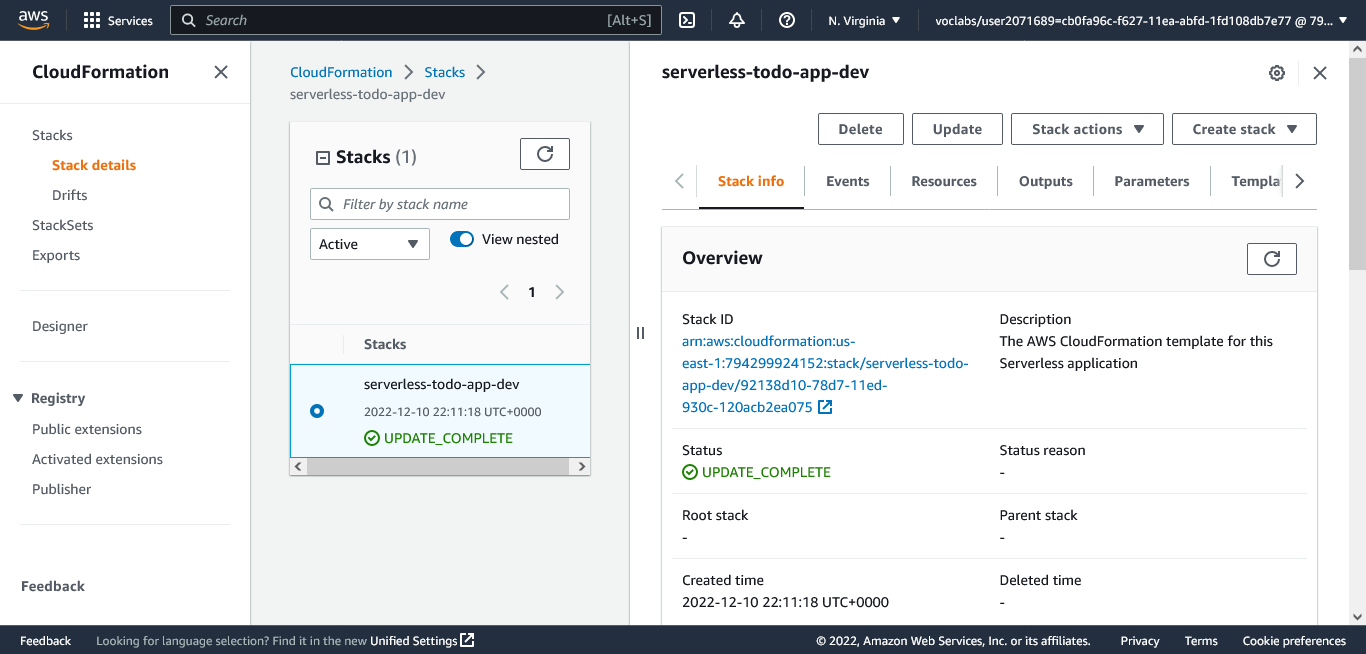 aws
Services
Search
[Alt+S]
N. Virginia
voclabs/user2071689=cb0fa96c-f627-11ea-abfd-1fd108db7e77 @ 79...
CloudFormation
Stacks
Stack details
Drifts
StackSets
Exports
Designer
Registry
Public extensions
Activated extensions
Publisher
Feedback
CloudFormation
Stacks
serverless-todo-app-dev
Stacks (1)
Filter by stack name
Active
View nested
1
Stacks
serverless-todo-app-dev
2022-12-10 22:11:18 UTC+0000
UPDATE_COMPLETE
serverless-todo-app-dev
Delete
Update
Stack actions
Create stack
Stack info
Events
Resources
Outputs
Parameters
Templa
Overview
Stack ID
arn:aws:cloudformation:us-
east-1:794299924152:stack/serverless-todo-
app-dev/92138d10-78d7-11ed-
930c-120acb2ea075
Description
The AWS CloudFormation template for this
Serverless application
Status
UPDATE_COMPLETE
Status reason
-
Root stack
-
Parent stack
-
Created time
2022-12-10 22:11:18 UTC+0000
Deleted time
-
Feedback
Looking for language selection? Find it in the new Unified Settings
© 2022, Amazon Web Services, Inc. or its affiliates.
Privacy
Terms
Cookie preferences